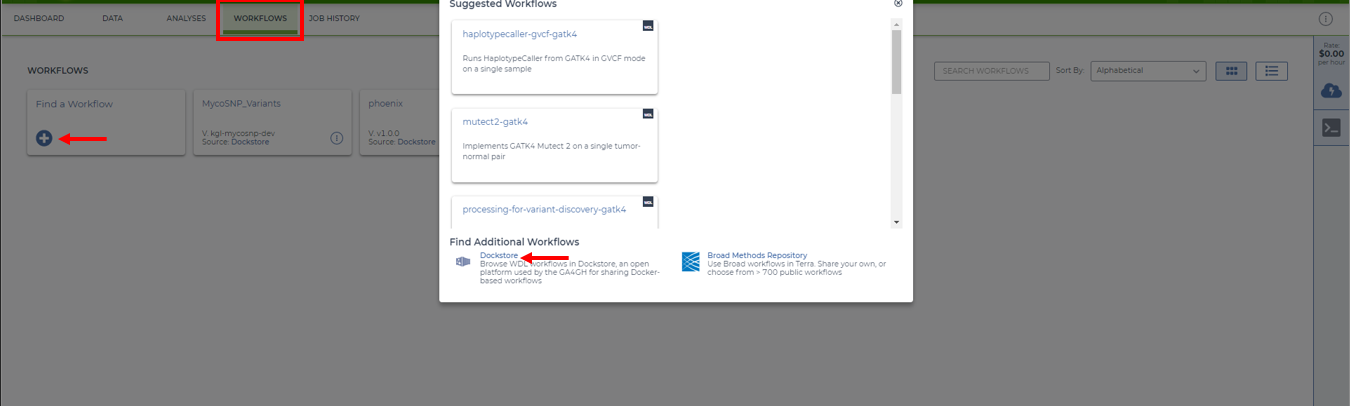 DASHBOARD DATA ANALYSES WORKFLOWS JOB HISTORY
Suggested Workflows
WDL
haplotypecaller-gvcf-gatk4
Runs HaplotypeCaller from GATK4 in GVCF mode
on a single sample
WDL
mutect2-gatk4
Implements GATK4 Mutect 2 on a single tumor-
normal pair
WDL
processing-for-variant-discovery-gatk4
Find Additional Workflows
Dockstore
Browse WDL workflows in Dockstore, an open
platform used by the GA4GH for sharing Docker-
based workflows
Broad Methods Repository
Use Broad workflows in Terra. Share your own, or
choose from > 700 public workflows
WORKFLOWS
SEARCH WORKFLOWS
Sort By: Alphabetical
Find a Workflow
MycoSNP_Variants
V. kgl-mycosnp-dev
Source: Dockstore
phoenix
V. v1.0.0
Source: Dockstore
Rate:
$0.00
per hour